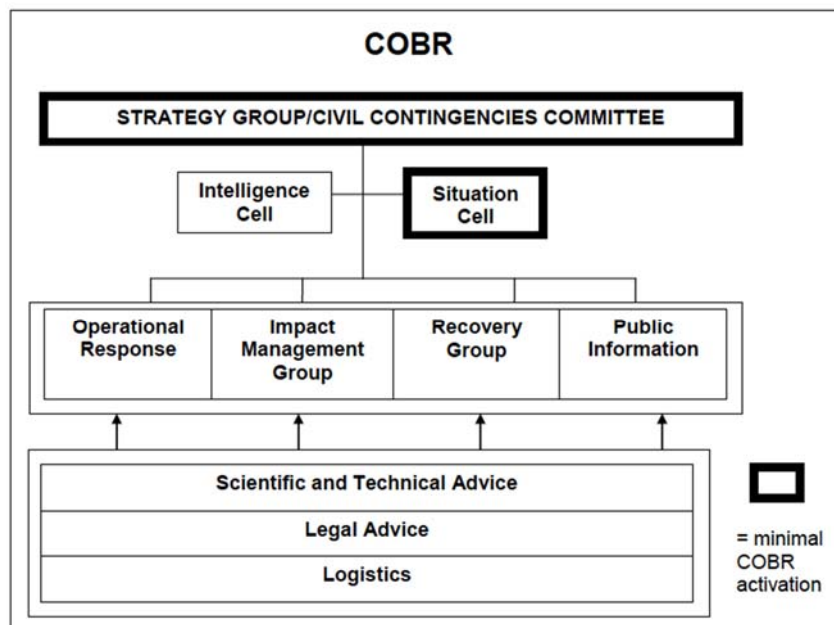 COBR
STRATEGY GROUP/CIVIL CONTINGENCIES COMMITTEE
Intelligence
Cell
Situation
Cell
Operational
Response
Impact
Management
Group
Recovery
Group
Public
Information
Scientific and Technical Advice
Legal Advice
Logistics
= minimal
COBR
activation